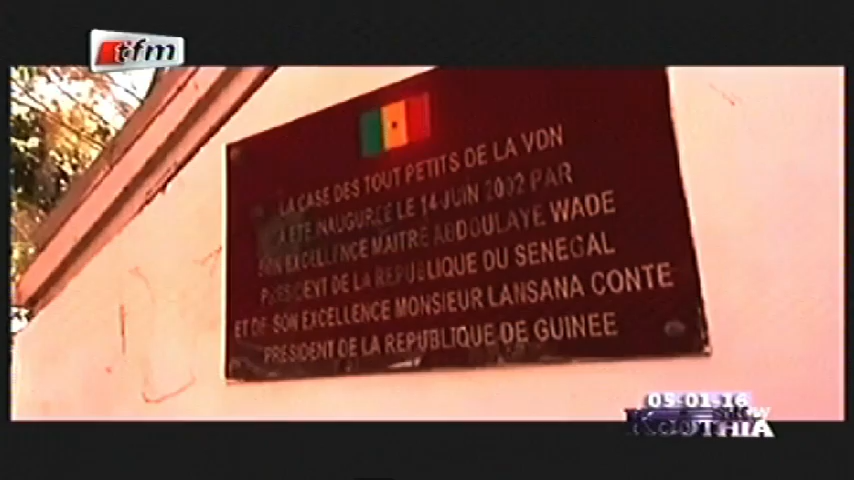 tfm
LA CASE DES TOUT PETITS DE LA VDN
A ETE INAUGUREE LE 14 JUIN 2002 PAR
SON EXCELLENCE MAITRE ABDOULAYE WADE
PRESIDENT DE LA REPUBLIQUE DU SENEGAL
ET DE SON EXCELLENCE MONSIEUR LANSANA CONTE
PRESIDENT DE LA REPUBLIQUE DE GUINEE
05-01-16
KOOTHIA